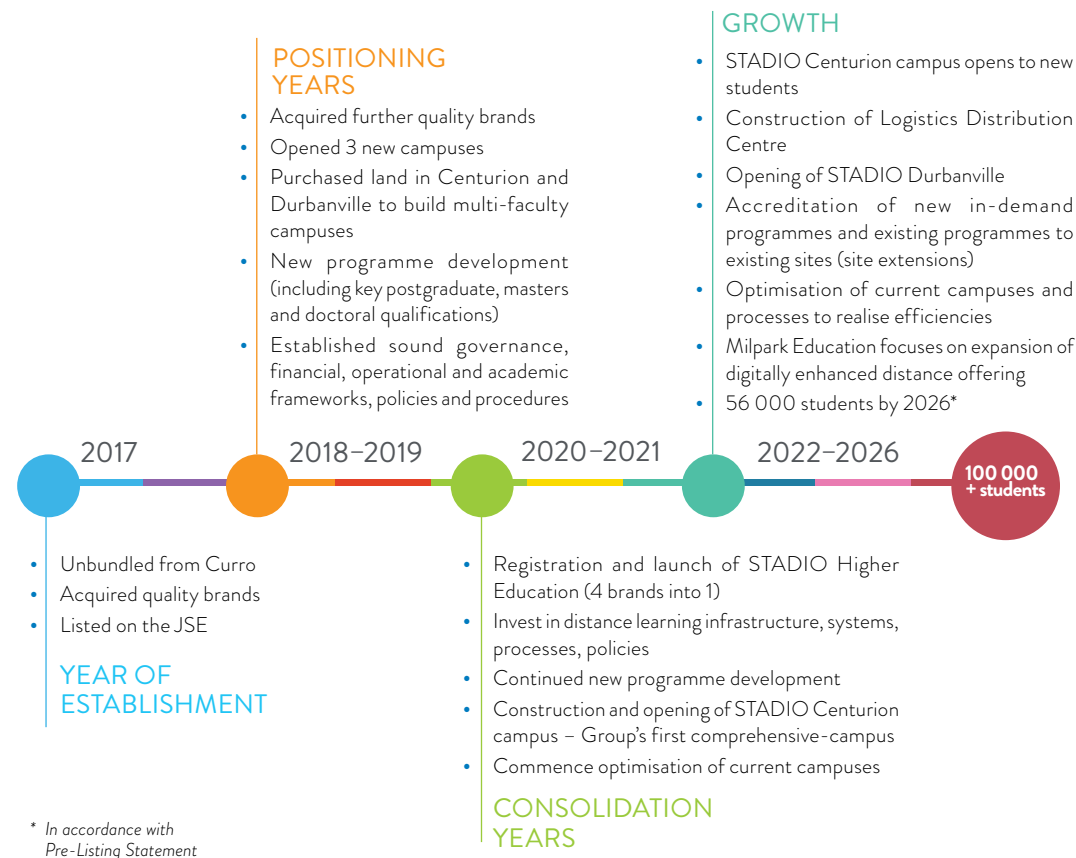 GROWTH
• STADIO Centurion campus opens to new
students
• Construction of Logistics Distribution
Centre
• Opening of STADIO Durbanville
• Accreditation of new in-demand
programmes and existing programmes to
existing sites (site extensions)
• Optimisation of current campuses and
processes to realise efficiencies
• Milpark Education focuses on expansion of
digitally enhanced distance offering
• 56 000 students by 2026*
POSITIONING
YEARS
• Acquired further quality brands
• Opened 3 new campuses
• Purchased land in Centurion and
Durbanville to build multi-faculty
campuses
• New programme development
(including key postgraduate, masters
and doctoral qualifications)
• Established sound governance,
financial, operational and academic
frameworks, policies and procedures
2017
2018–2019
2020–2021
2022–2026
100 000
+ students
• Unbundled from Curro
• Acquired quality brands
• Listed on the JSE
YEAR OF
ESTABLISHMENT
• Registration and launch of STADIO Higher
Education (4 brands into 1)
• Invest in distance learning infrastructure, systems,
processes, policies
• Continued new programme development
• Construction and opening of STADIO Centurion
campus – Group's first comprehensive-campus
• Commence optimisation of current campuses
CONSOLIDATION
YEARS
* In accordance with
Pre-Listing Statement